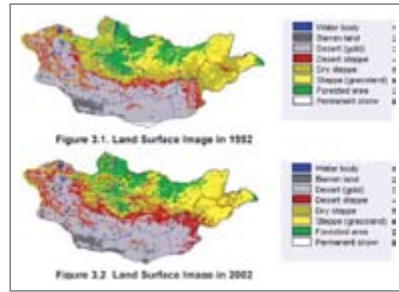 Water body
Barren land
Desert (gobi)
Desert steppe
Dry steppe
Steppe (grassland)
Forested area
Permanent snow
Figure 3.1. Land Surface Image in 1992
Water body
Barren land
Desert (gobi)
Desert steppe
Dry steppe
Steppe (grassland)
Forested area
Permanent snow
Figure 3.2 Land Surface Image in 2002